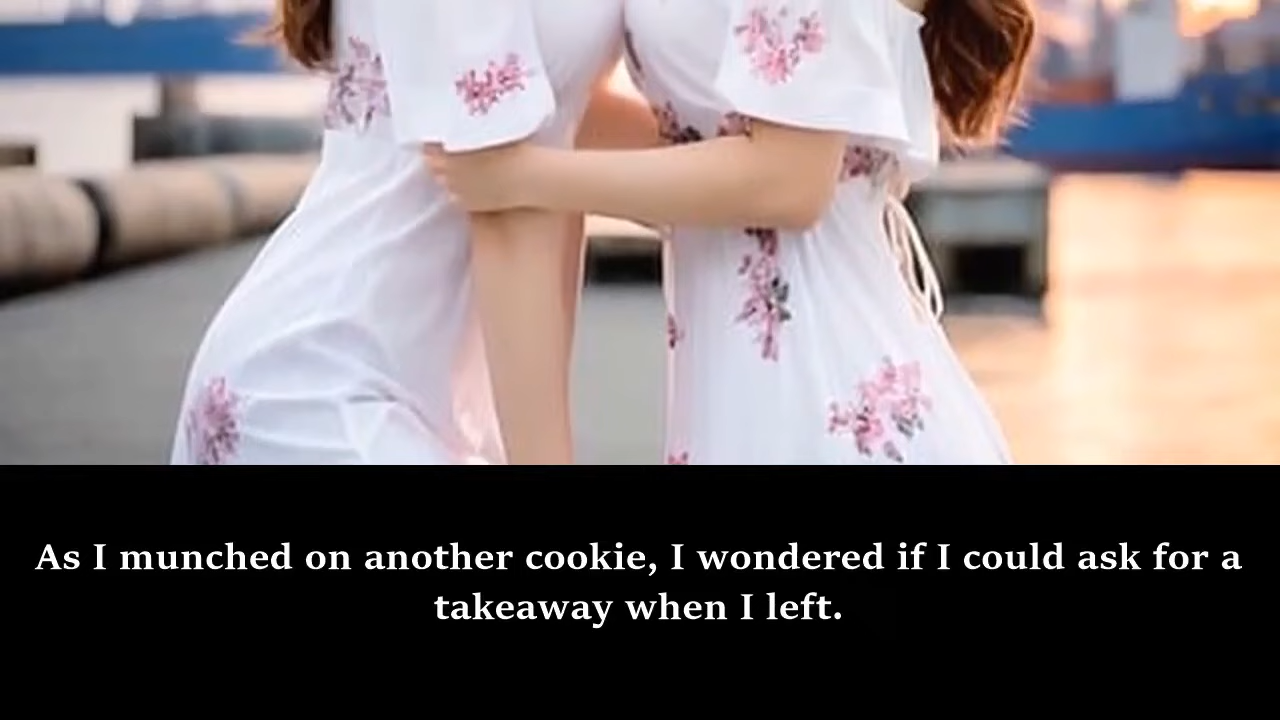 As I munched on another cookie, I wondered if I could ask for a
takeaway when I left.